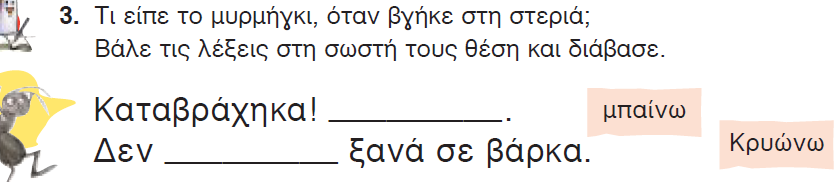 3. Τι είπε το μυρμήγκι, όταν βγήκε στη στεριά;
Βάλε τις λέξεις στη σωστή τους θέση και διάβασε.
Καταβράχηκα! __________. μπαίνω
Δεν __________ ξανά σε βάρκα. Κρυώνω